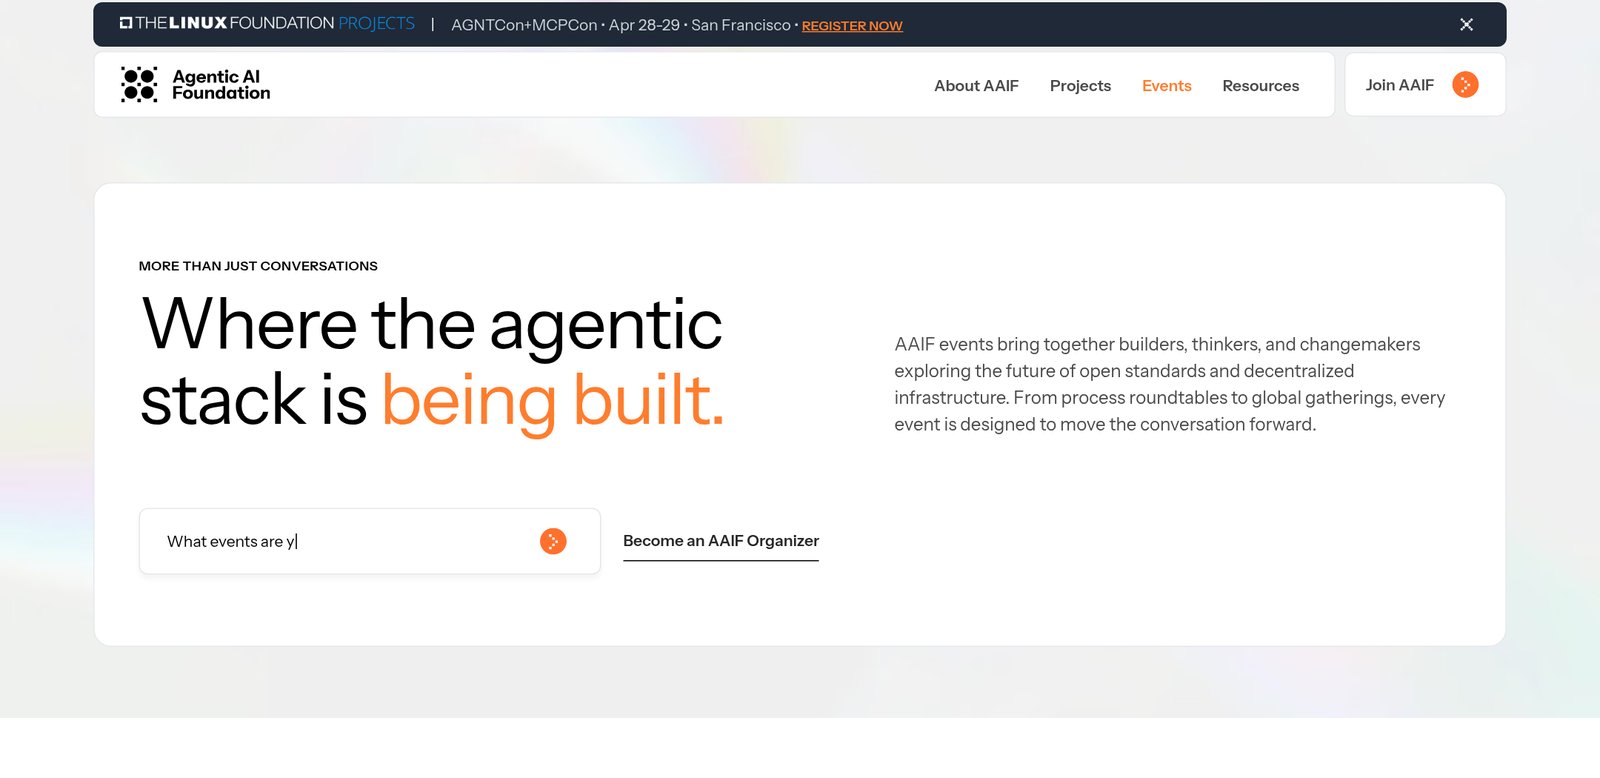 THE LINUX FOUNDATION PROJECTS | AGNTCon+MCPCon • Apr 28-29 • San Francisco • REGISTER NOW
Agentic AI
Foundation
About AAIF Projects Events Resources
Join AAIF
MORE THAN JUST CONVERSATIONS
Where the agentic
stack is being built.
AAIF events bring together builders, thinkers, and changemakers
exploring the future of open standards and decentralized
infrastructure. From process roundtables to global gatherings, every
event is designed to move the conversation forward.
What events are y|
Become an AAIF Organizer